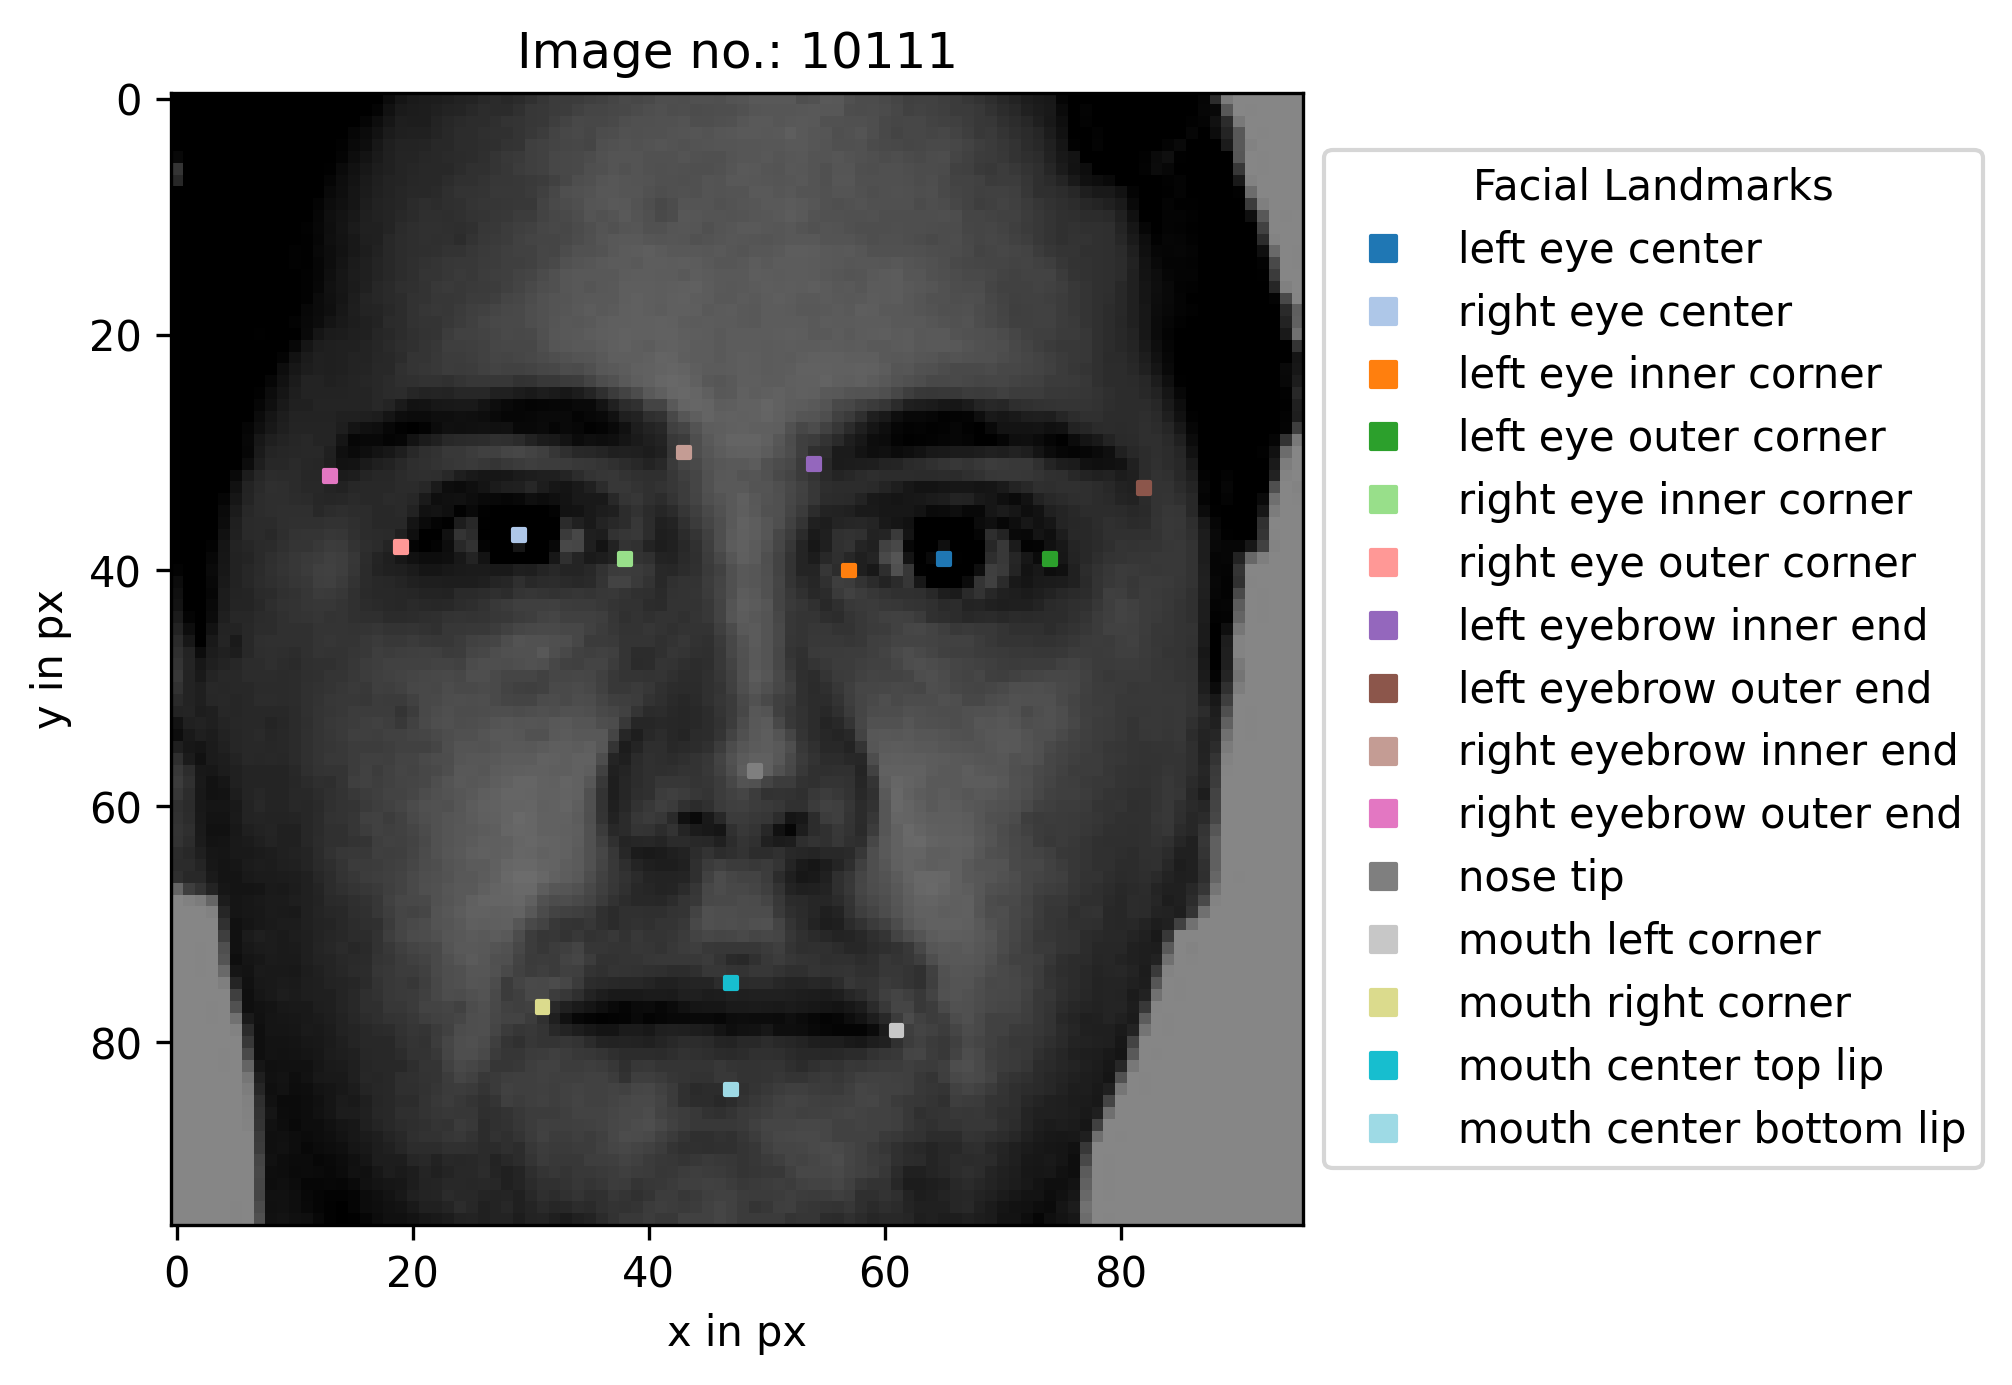 Image no.: 10111
0
20
40
60
80
y in px
0 20 40 60 80
x in px
Facial Landmarks
left eye center
right eye center
left eye inner corner
left eye outer corner
right eye inner corner
right eye outer corner
left eyebrow inner end
left eyebrow outer end
right eyebrow inner end
right eyebrow outer end
nose tip
mouth left corner
mouth right corner
mouth center top lip
mouth center bottom lip